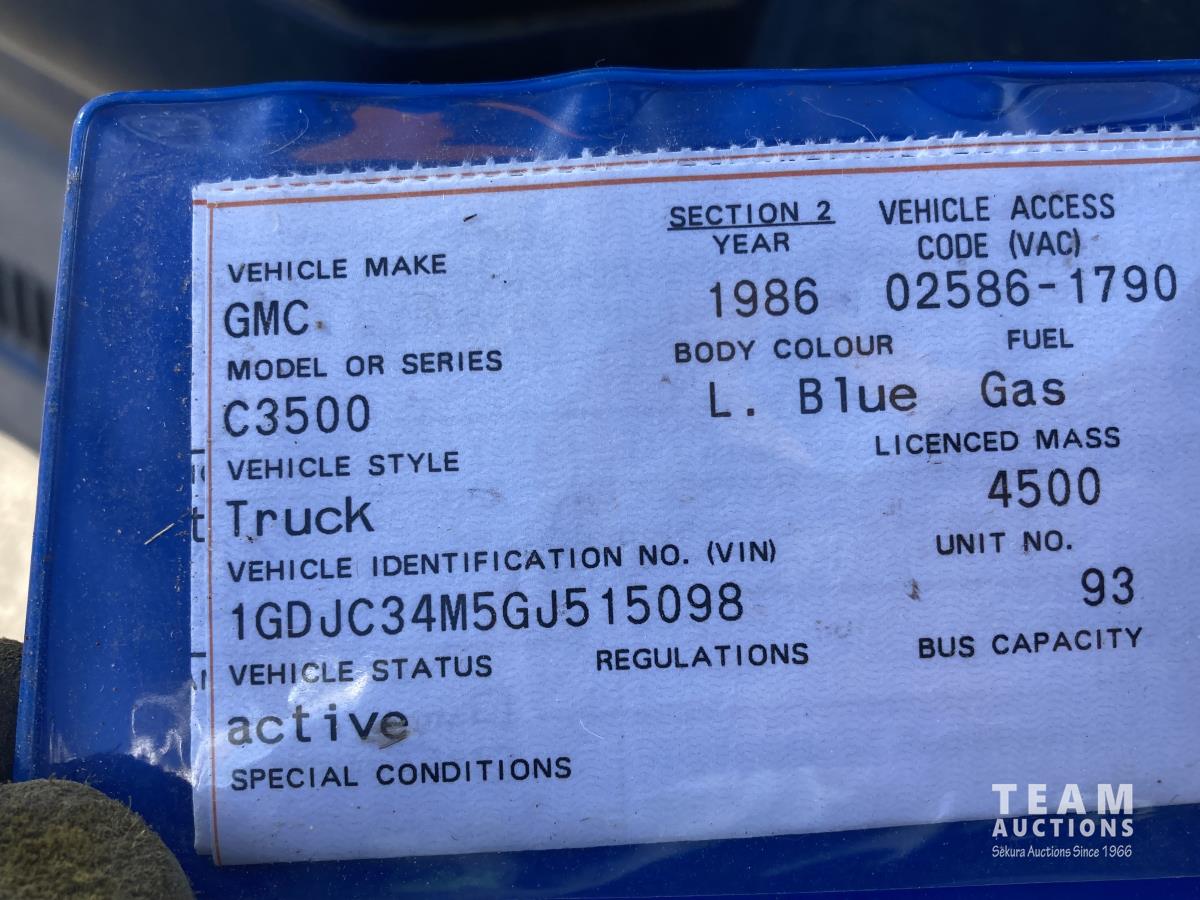 SECTION 2 VEHICLE ACCESS
YEAR CODE (VAC)
VEHICLE MAKE
GMC 1986 02586-1790
MODEL OR SERIES BODY COLOUR FUEL
C3500 L. Blue Gas
VEHICLE STYLE LICENCED MASS
Truck 4500
VEHICLE IDENTIFICATION NO. (VIN) UNIT NO.
1GDJC34M5GJ515098 93
VEHICLE STATUS REGULATIONS BUS CAPACITY
active
SPECIAL CONDITIONS
TEAM
AUCTIONS
Sèkura Auctions Since 1966